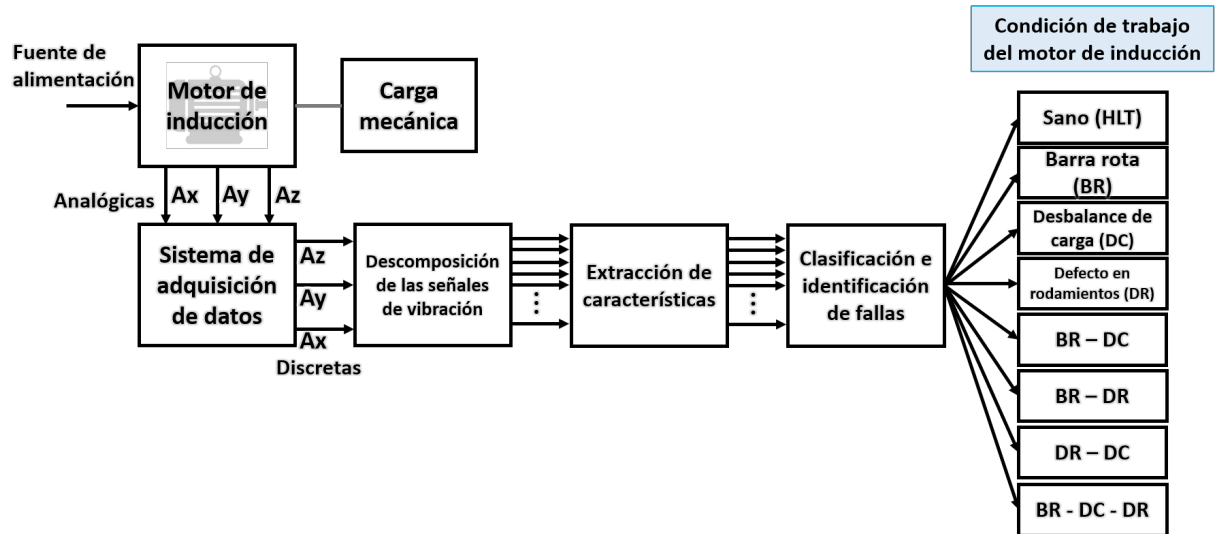 Condición de trabajo
del motor de inducción
Fuente de
alimentación
Motor de
inducción
Carga
mecánica
Analógicas
Ax
Ay
Az
Sistema de
adquisición
de datos
Az
Ay
Ax
Discretas
Descomposición
de las señales
de vibración
Extracción de
características
Clasificación e
identificación
de fallas
Sano (HLT)
Barra rota
(BR)
Desbalance de
carga (DC)
Defecto en
rodamientos (DR)
BR – DC
BR – DR
DR – DC
BR - DC - DR